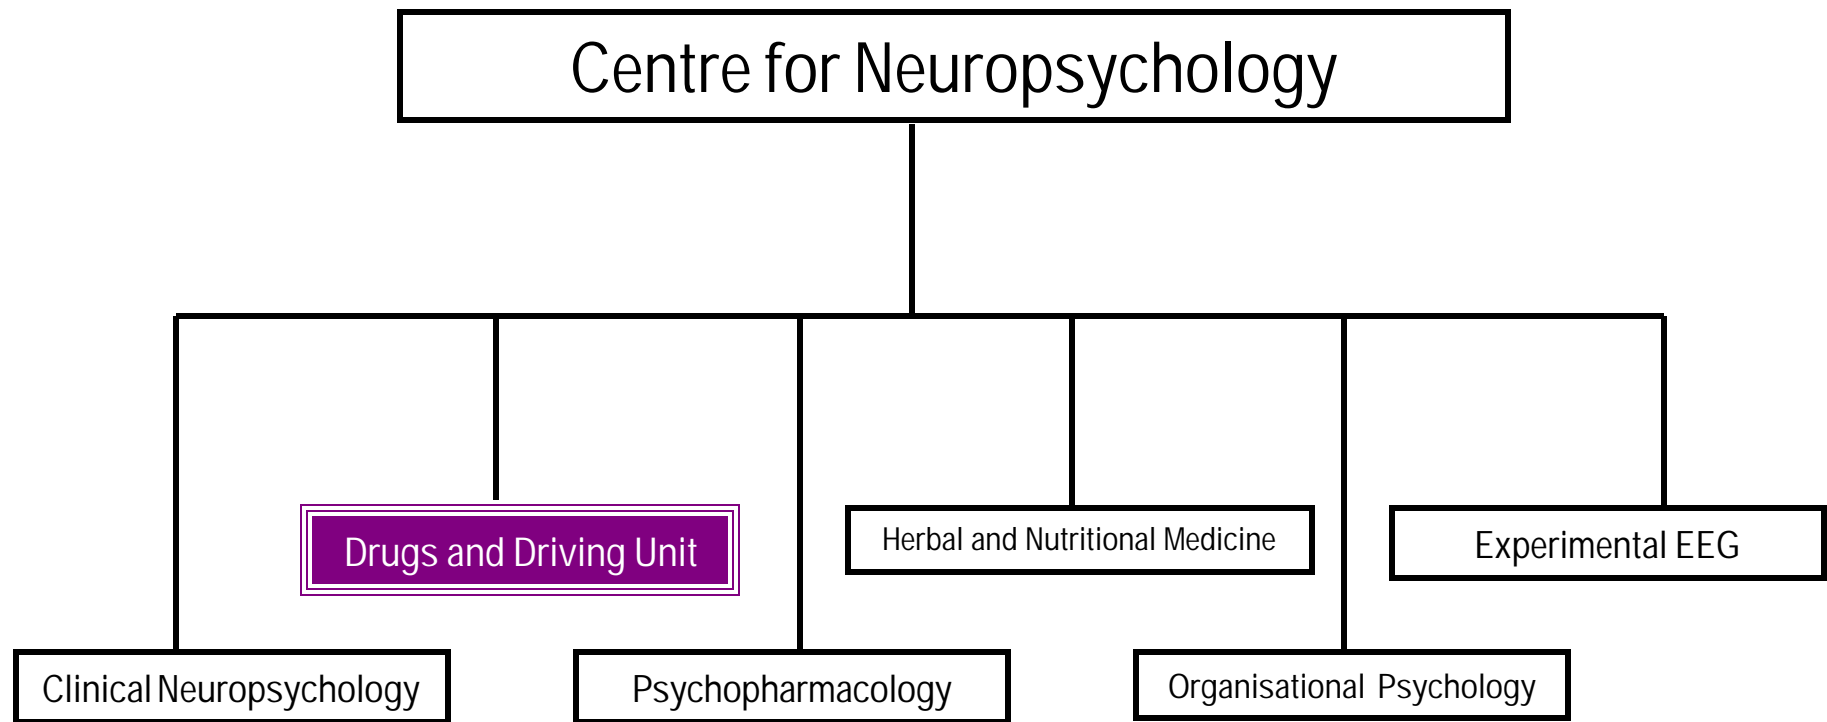 Centre for Neuropsychology
Drugs and Driving Unit
Herbal and Nutritional Medicine
Experimental EEG
Clinical Neuropsychology
Psychopharmacology
Organisational Psychology